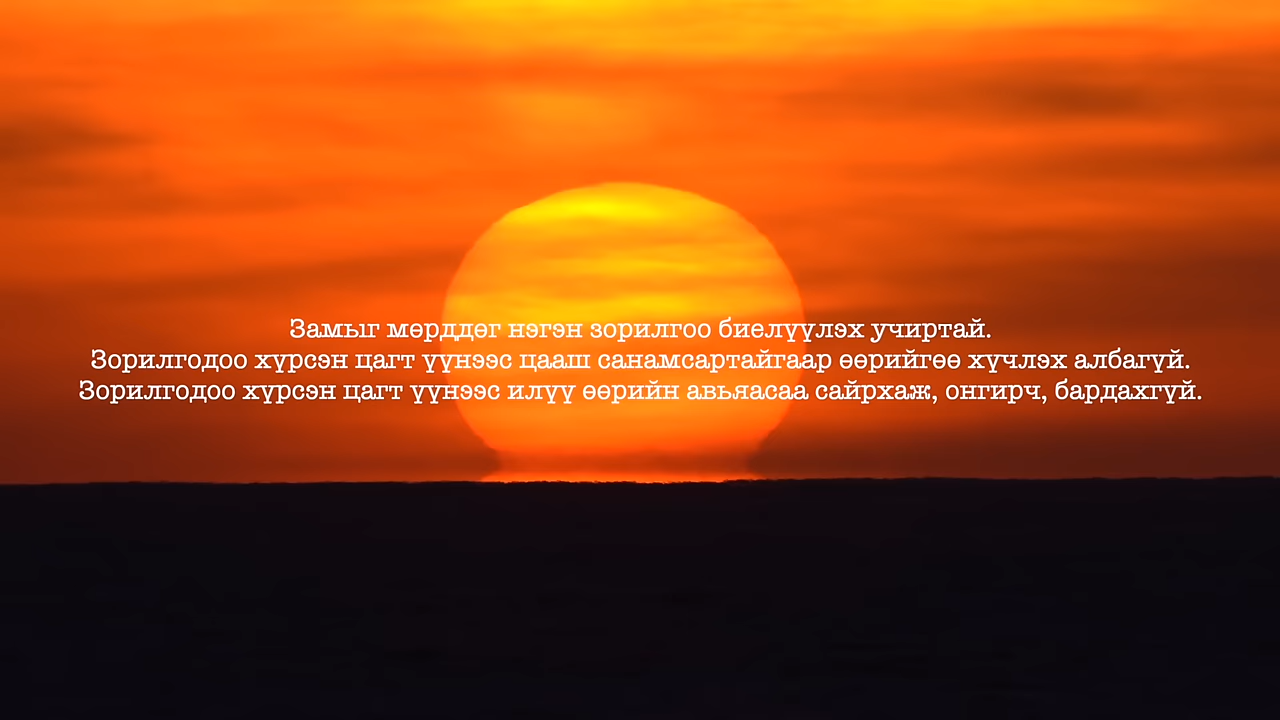 Замыг мөрддөг нэгэн зорилгоо биелүүлэх учиртай.
Зорилгодоо хүрсэн цагт үүнээс цааш санамсартайгаар өөрийгөө хүчлэх албагүй.
Зорилгодоо хүрсэн цагт үүнээс илүү өөрийн авьяасаа сайрхаж, онгирч, бардахгүй.